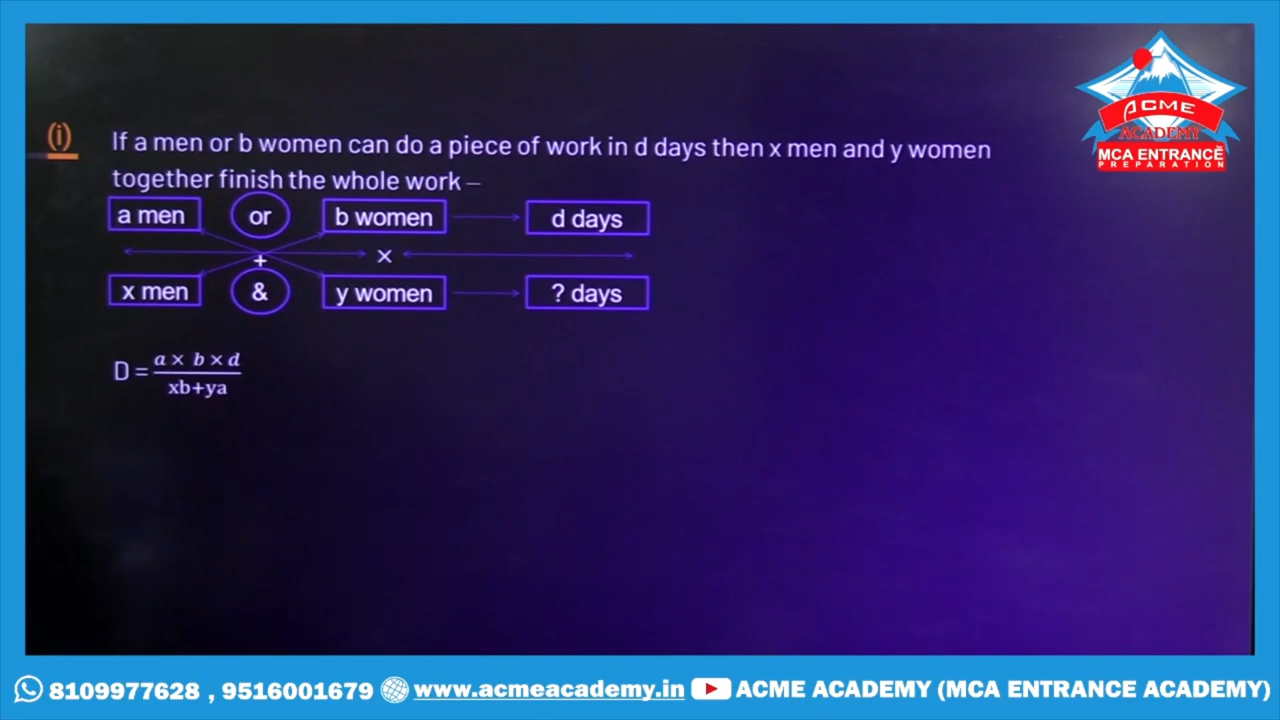 ACME
ACADEMY
MCA ENTRANCE
PREPARATION
(i) If a men or b women can do a piece of work in d days then x men and y women
together finish the whole work –
a men or b women d days
+ ×
x men & y women ? days
D = a × b × d
xb+ya
8109977628 , 9516001679 www.acmeacademy.in ACME ACADEMY (MCA ENTRANCE ACADEMY)